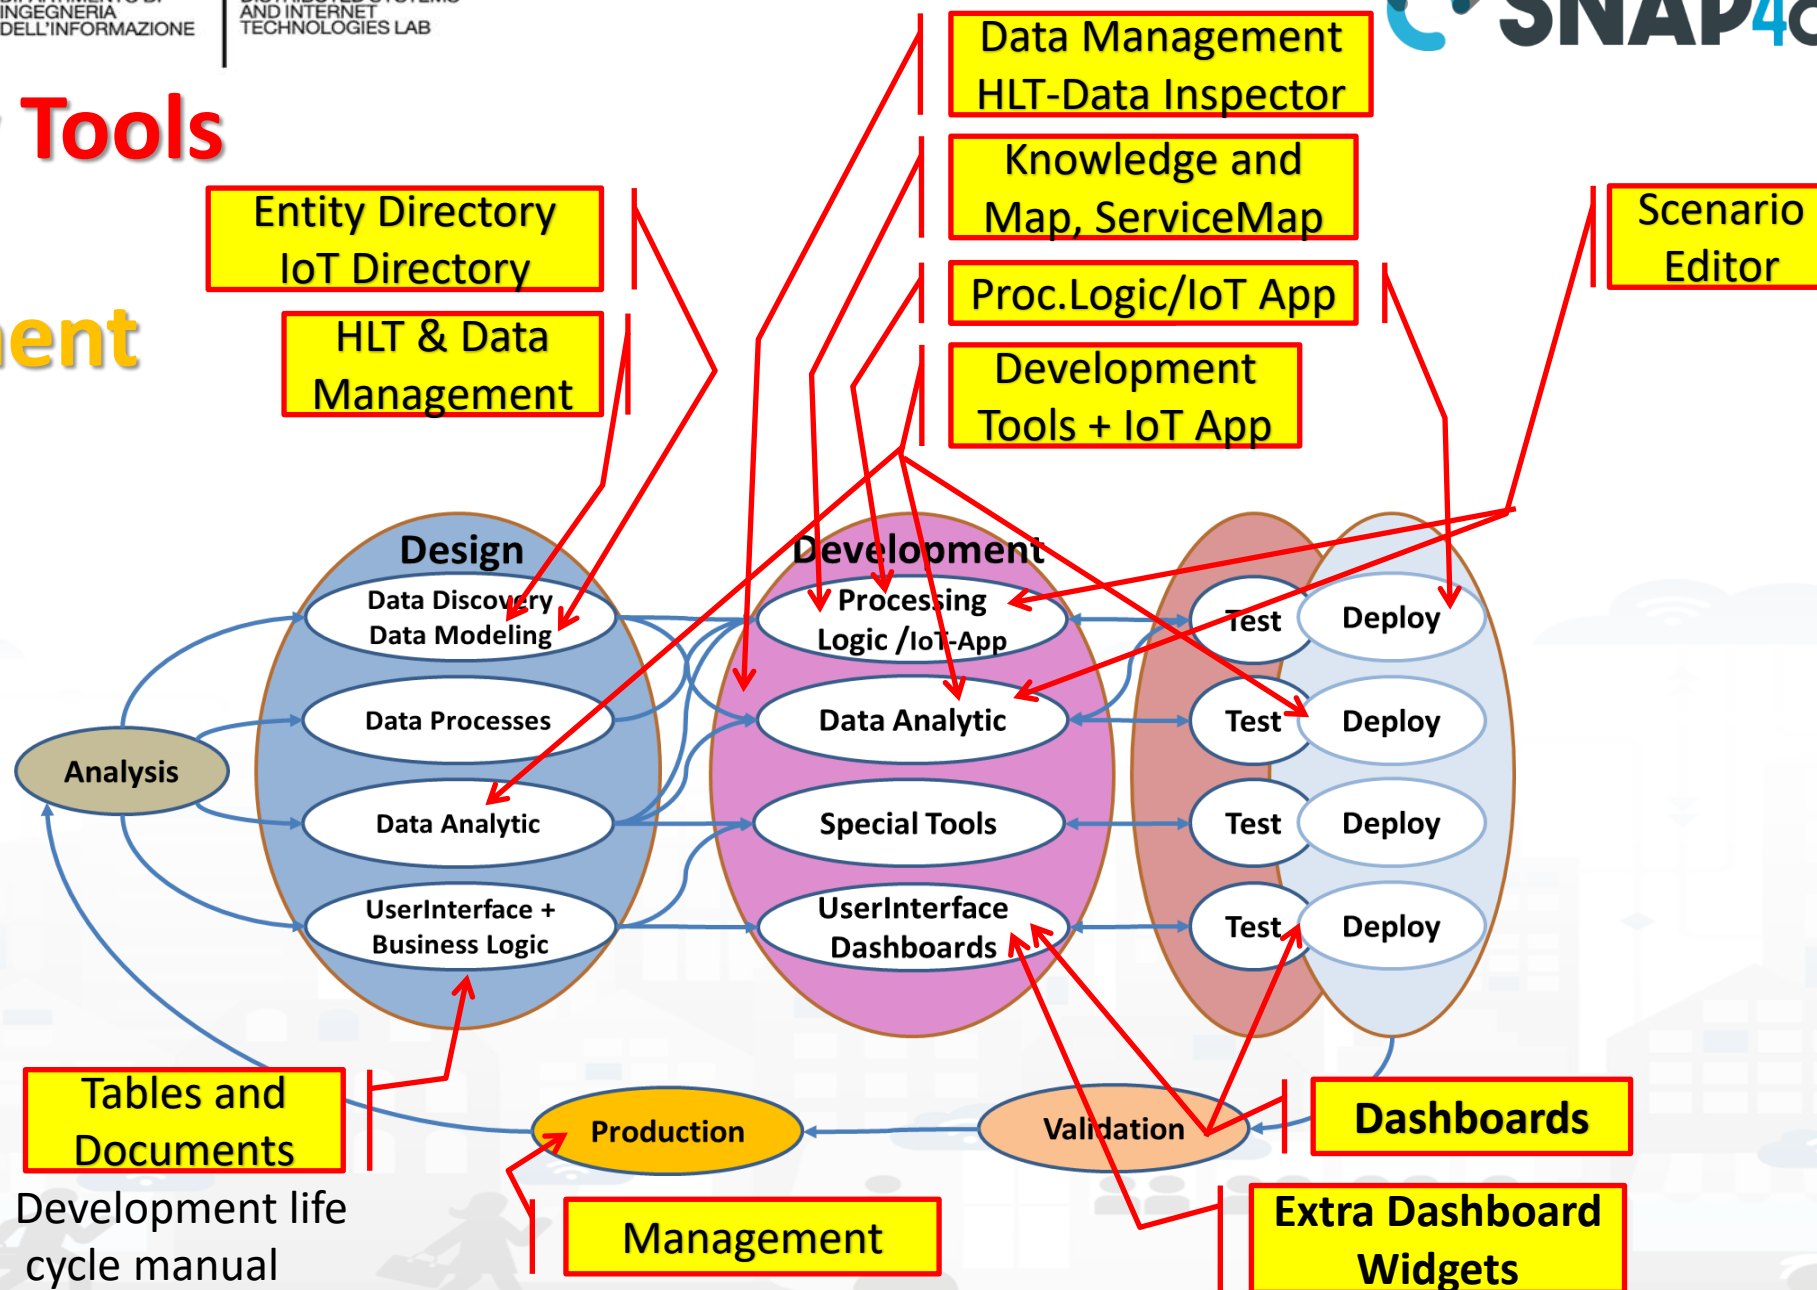 INGEGNERIA
DELL'INFORMAZIONE
AND INTERNET
TECHNOLOGIES LAB
SNAP4
Tools
Data Management
HLT-Data Inspector
Knowledge and
Map, ServiceMap
Entity Directory
IoT Directory
Scenario
Editor
Proc.Logic/IoT App
HLT & Data
Management
Development
Tools + IoT App
Design
Development
Data Discovery
Data Modeling
Processing
Logic /IoT-App
Test
Deploy
Data Processes
Data Analytic
Test
Deploy
Analysis
Data Analytic
Special Tools
Test
Deploy
UserInterface +
Business Logic
UserInterface
Dashboards
Test
Deploy
Tables and
Documents
Production
Validation
Dashboards
Development life
cycle manual
Management
Extra Dashboard
Widgets